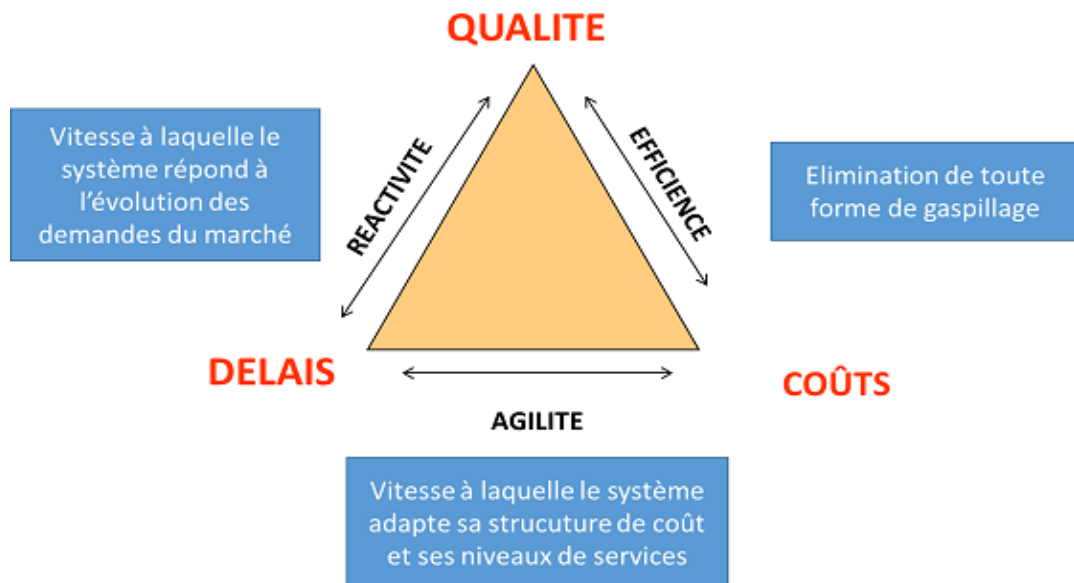 QUALITE
Vitesse à laquelle le
système répond à
l'évolution des
demandes du marché
REACTIVITE
EFFICIENCE
Elimination de toute
forme de gaspillage
DELAIS
COÛTS
AGILITE
Vitesse à laquelle le système
adapte sa strucuture de coût
et ses niveaux de services